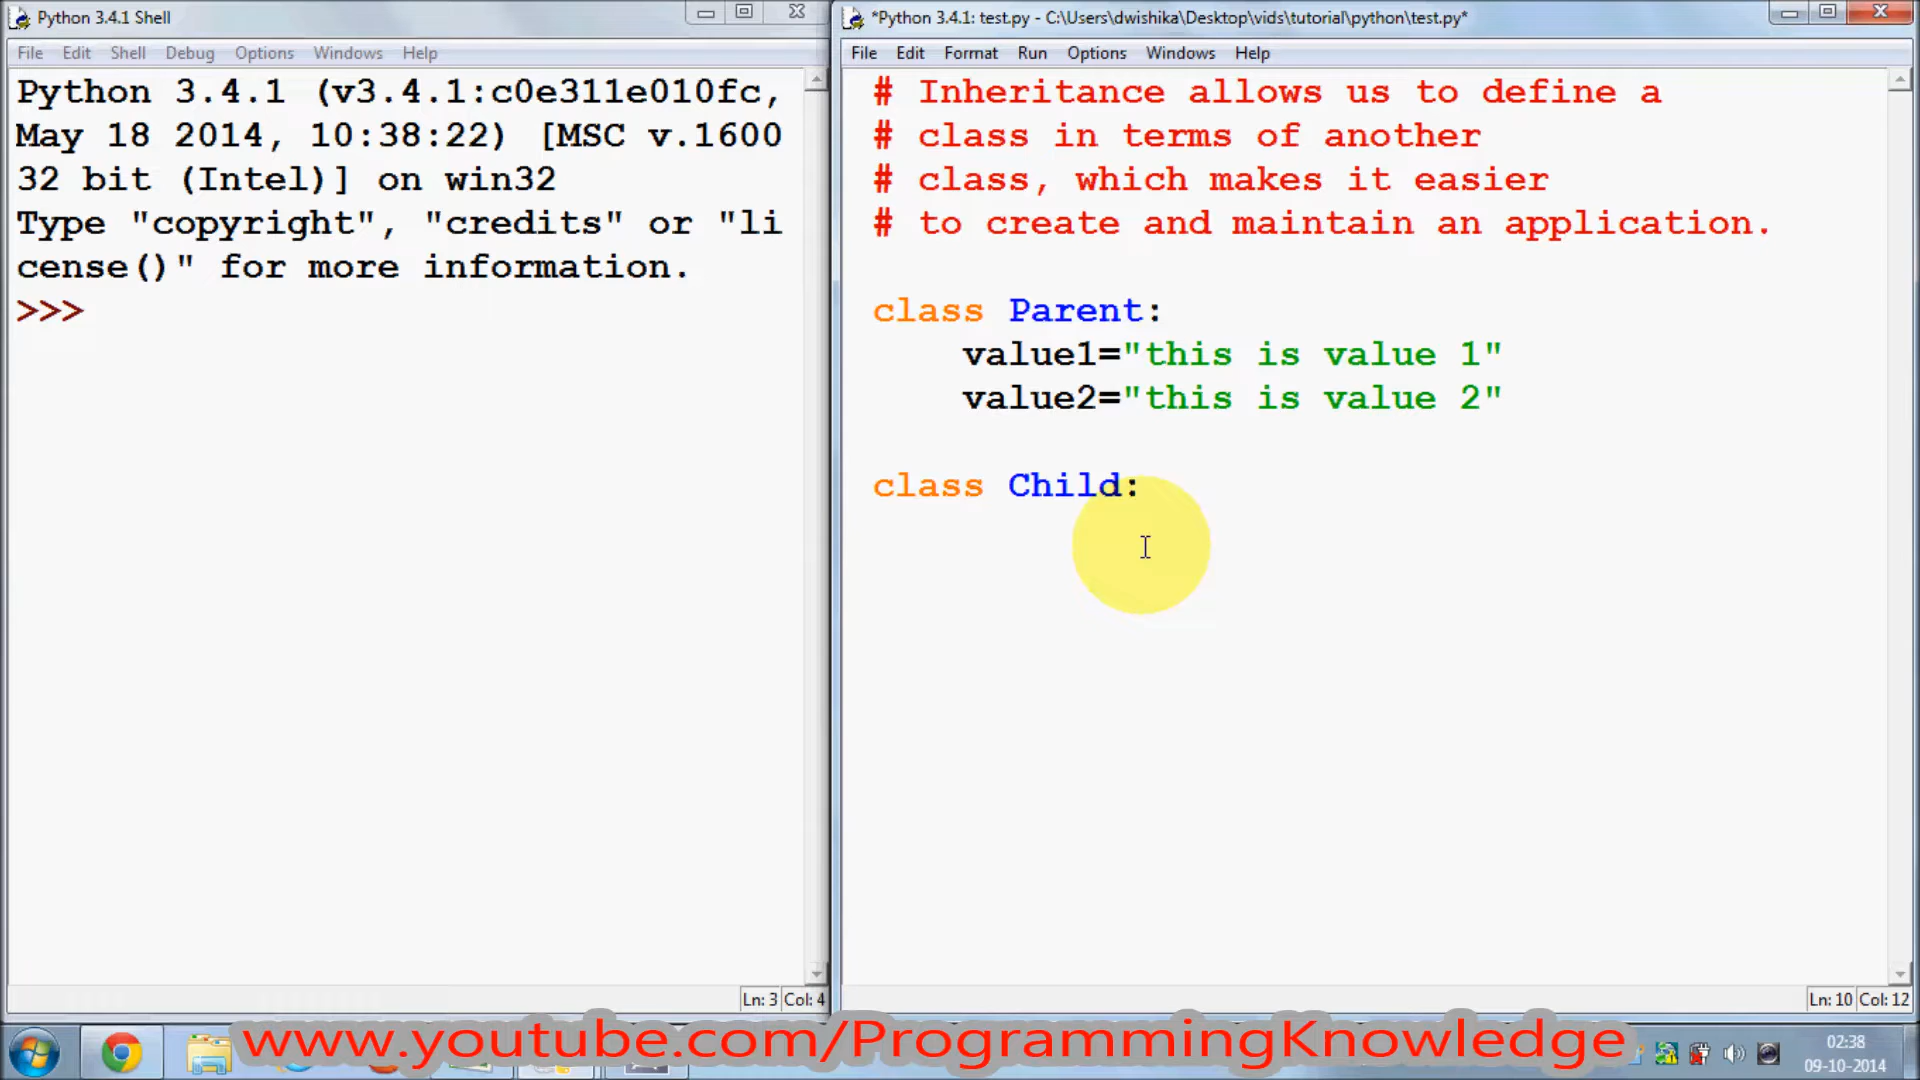 Python 3.4.1 Shell
File Edit Shell Debug Options Windows Help
Python 3.4.1 (v3.4.1:c0e311e010fc,
May 18 2014, 10:38:22) [MSC v.1600
32 bit (Intel)] on win32
Type "copyright", "credits" or "li
cense()" for more information.
>>>
Ln: 3 Col: 4
*Python 3.4.1: test.py - C:\Users\dwishika\Desktop\vids\tutorial\python\test.py*
File Edit Format Run Options Windows Help
# Inheritance allows us to define a
# class in terms of another
# class, which makes it easier
# to create and maintain an application.
class Parent:
value1="this is value 1"
value2="this is value 2"
class Child:
Ln: 10 Col: 12
www.youtube.com/ProgrammingKnowledge
02:38
09-10-2014